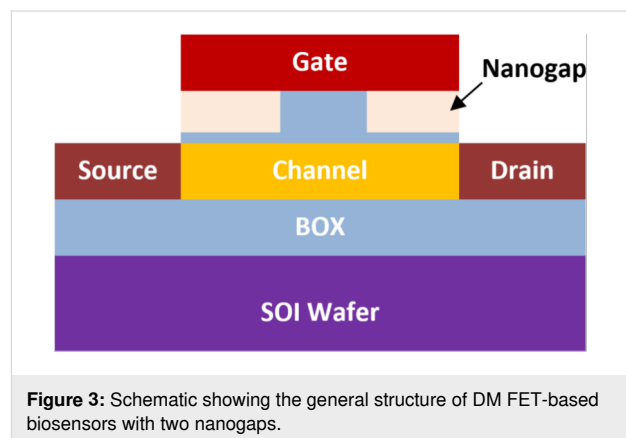 Gate
Nanogap
Source
Channel
Drain
BOX
SOI Wafer
Figure 3: Schematic showing the general structure of DM FET-based
biosensors with two nanogaps.